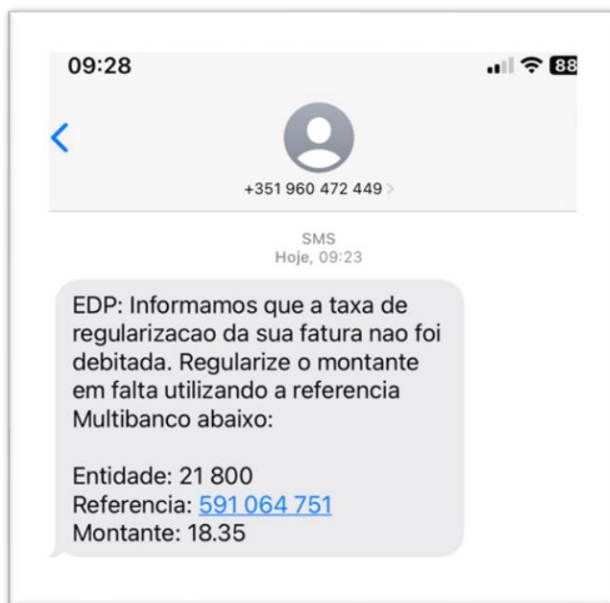 09:28
88
+351 960 472 449 >
SMS
Hoje, 09:23
EDP: Informamos que a taxa de
regularizacao da sua fatura nao foi
debitada. Regularize o montante
em falta utilizando a referencia
Multibanco abaixo:
Entidade: 21 800
Referencia: 591 064 751
Montante: 18.35